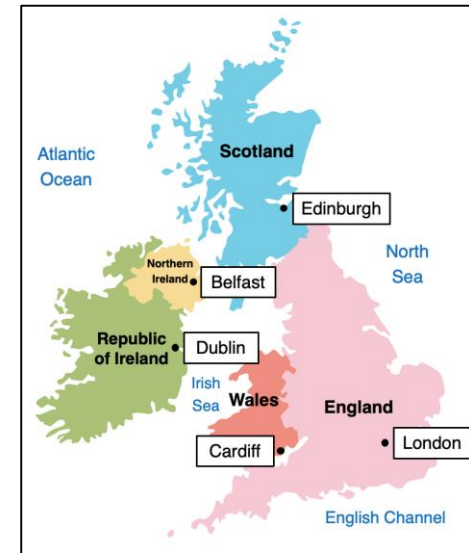 Scotland
Atlantic
Ocean
Edinburgh
North
Sea
Northern
Ireland
Belfast
Republic
of Ireland
Dublin
Irish
Sea
Wales
England
Cardiff
London
English Channel